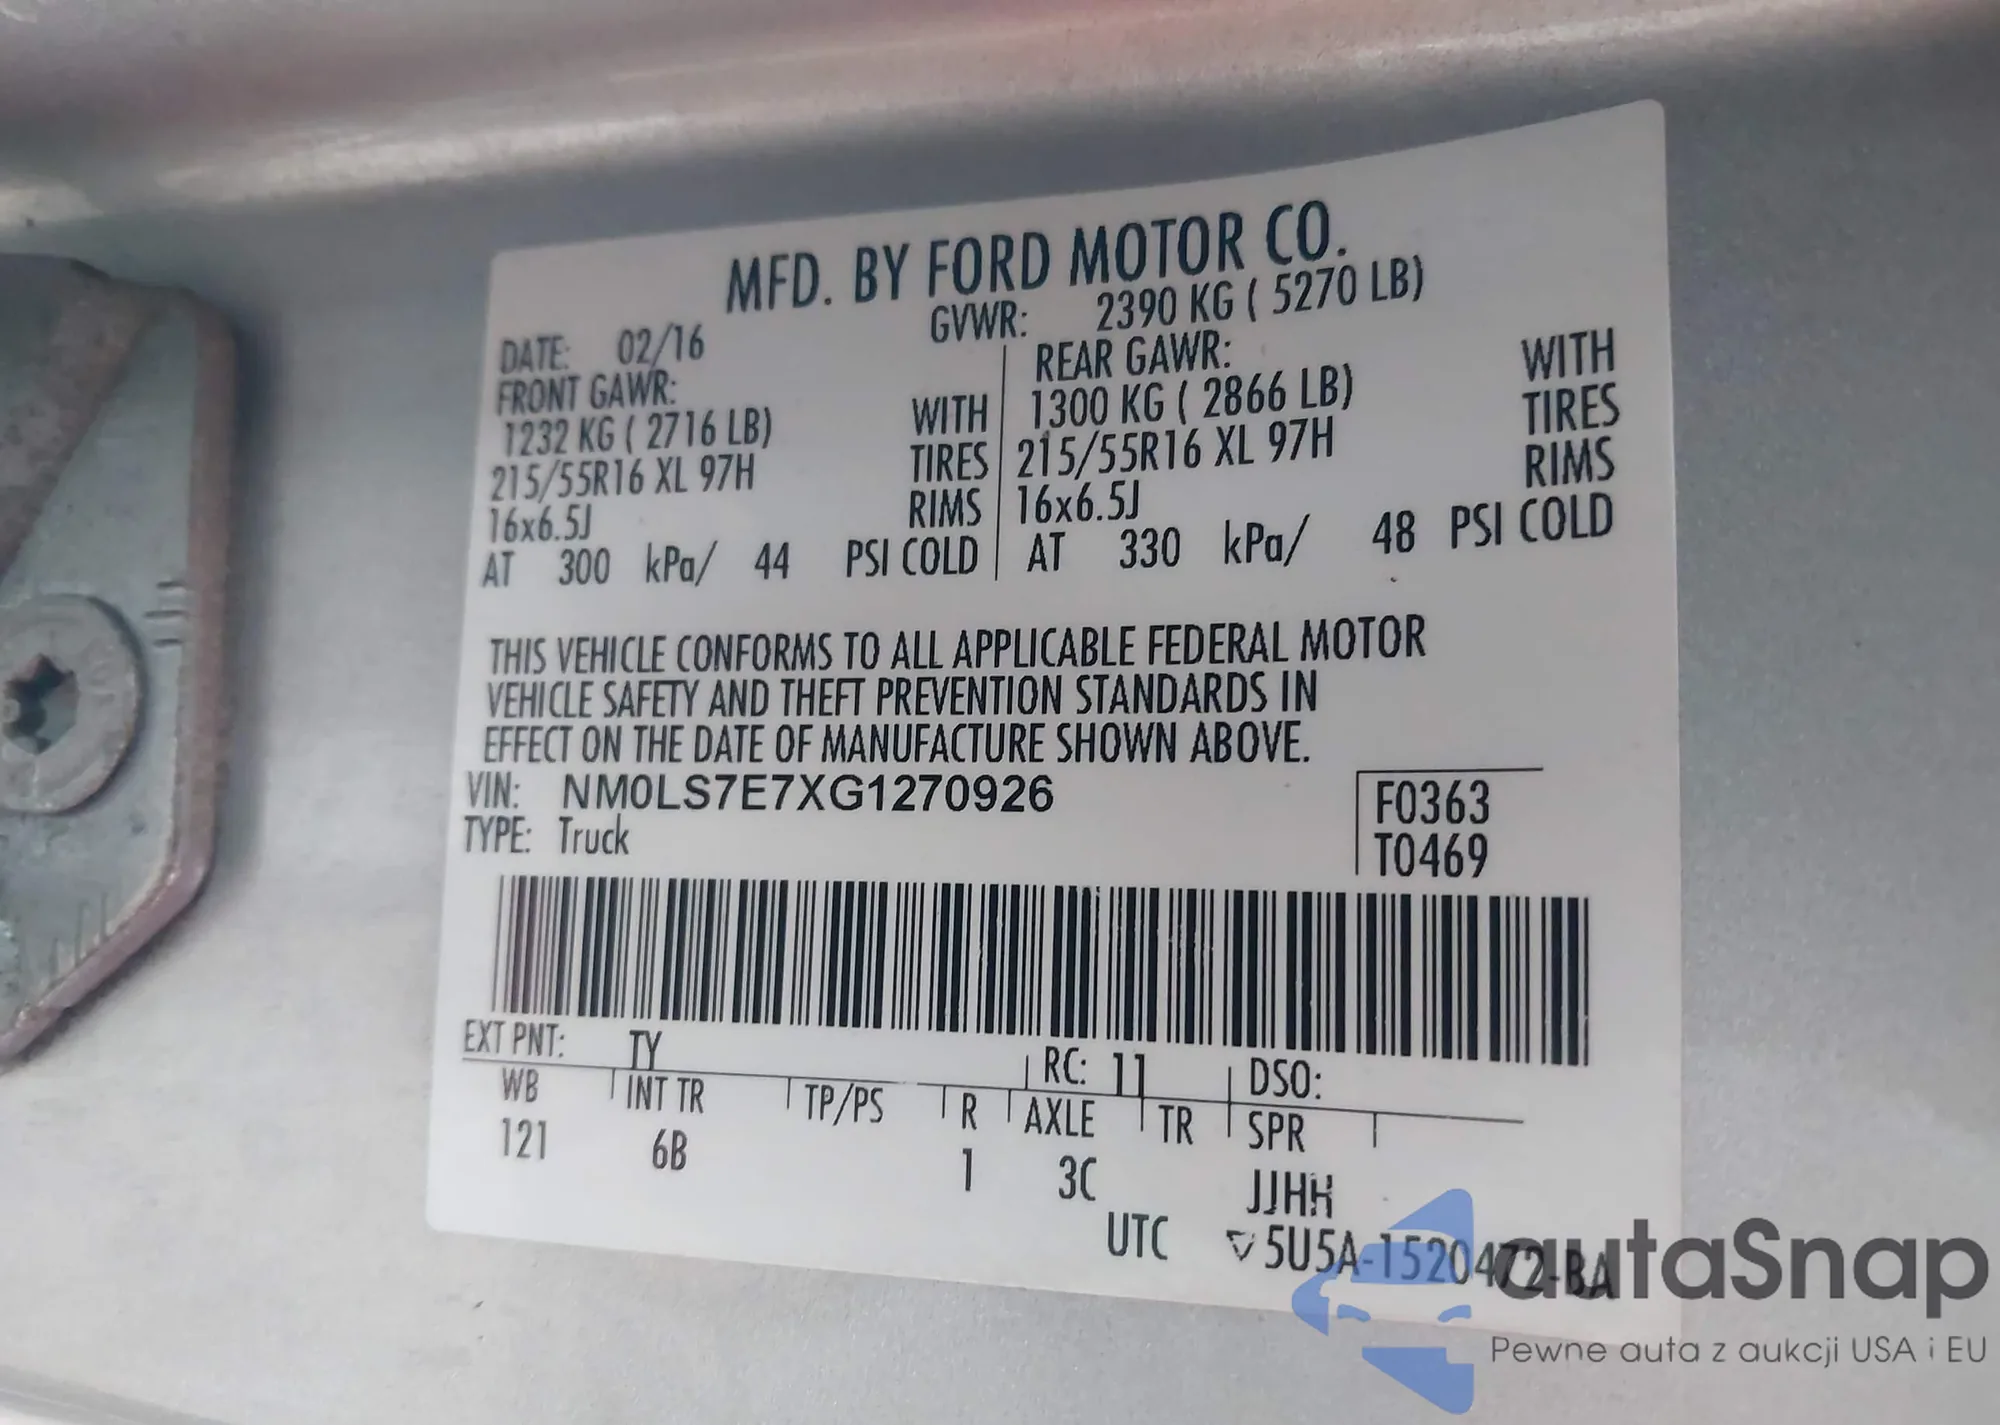 MFD. BY FORD MOTOR CO.
DATE: 02/16 GVWR: 2390 KG ( 5270 LB)
FRONT GAWR: REAR GAWR:
1232 KG ( 2716 LB) WITH 1300 KG ( 2866 LB) WITH
215/55R16 XL 97H TIRES 215/55R16 XL 97H TIRES
16x6.5J RIMS 16x6.5J RIMS
AT 300 kPa/ 44 PSI COLD AT 330 kPa/ 48 PSI COLD
THIS VEHICLE CONFORMS TO ALL APPLICABLE FEDERAL MOTOR
VEHICLE SAFETY AND THEFT PREVENTION STANDARDS IN
EFFECT ON THE DATE OF MANUFACTURE SHOWN ABOVE.
VIN: NM0LS7E7XG1270926 F0363
TYPE: Truck T0469
EXT PNT: TY RC: 11 DSO:
WB INT TR TP/PS R AXLE TR SPR
121 6B 1 3C JJHH
UTC ▽5U5A-1520472-BA
autaSnap
Pewne auta z aukcji USA i EU